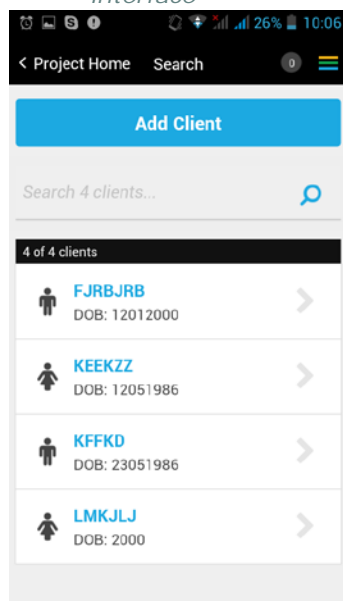 interface
26% 10:06
< Project Home Search 0
Add Client
Search 4 clients...
4 of 4 clients
FJRBJRB
DOB: 12012000
KEEKZZ
DOB: 12051986
KFFKD
DOB: 23051986
LMKJLJ
DOB: 2000